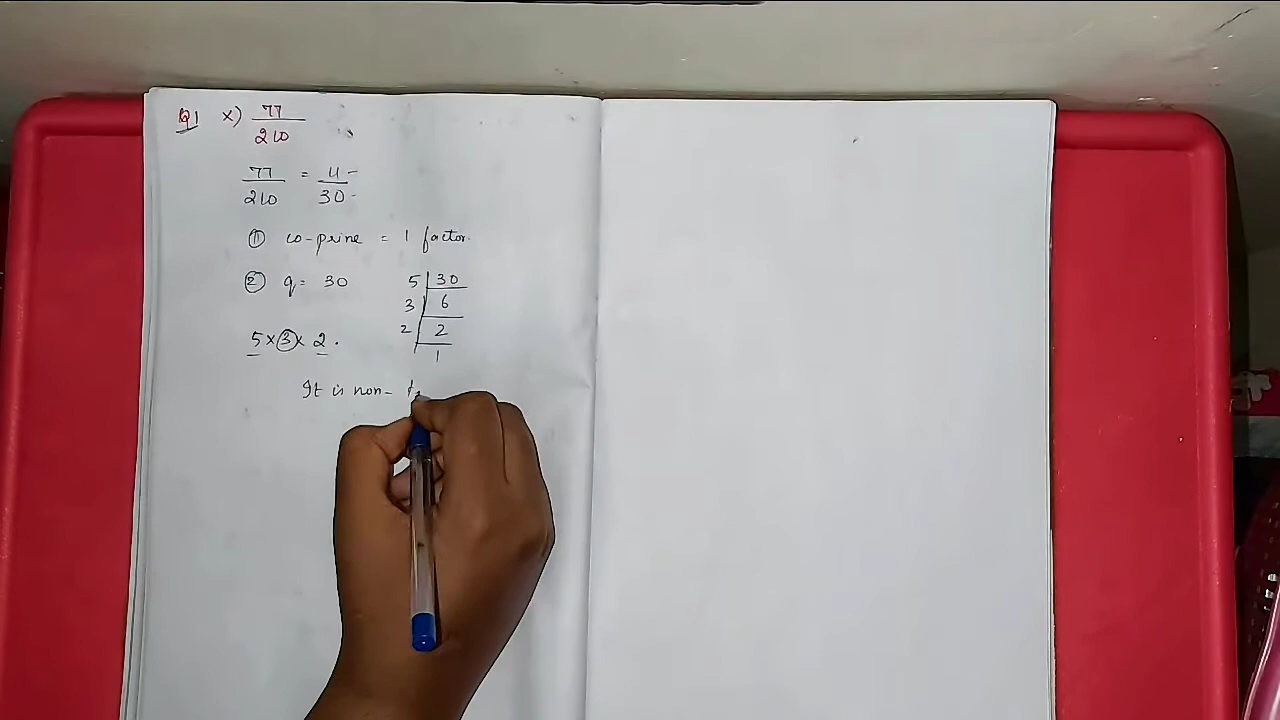 Q1 x) 77/210
77/210 = 11/30
① co-prime = 1 factor.
② q = 30
5 | 30
3 | 6
2 | 2
1
5 × 3 × 2.
It is non-